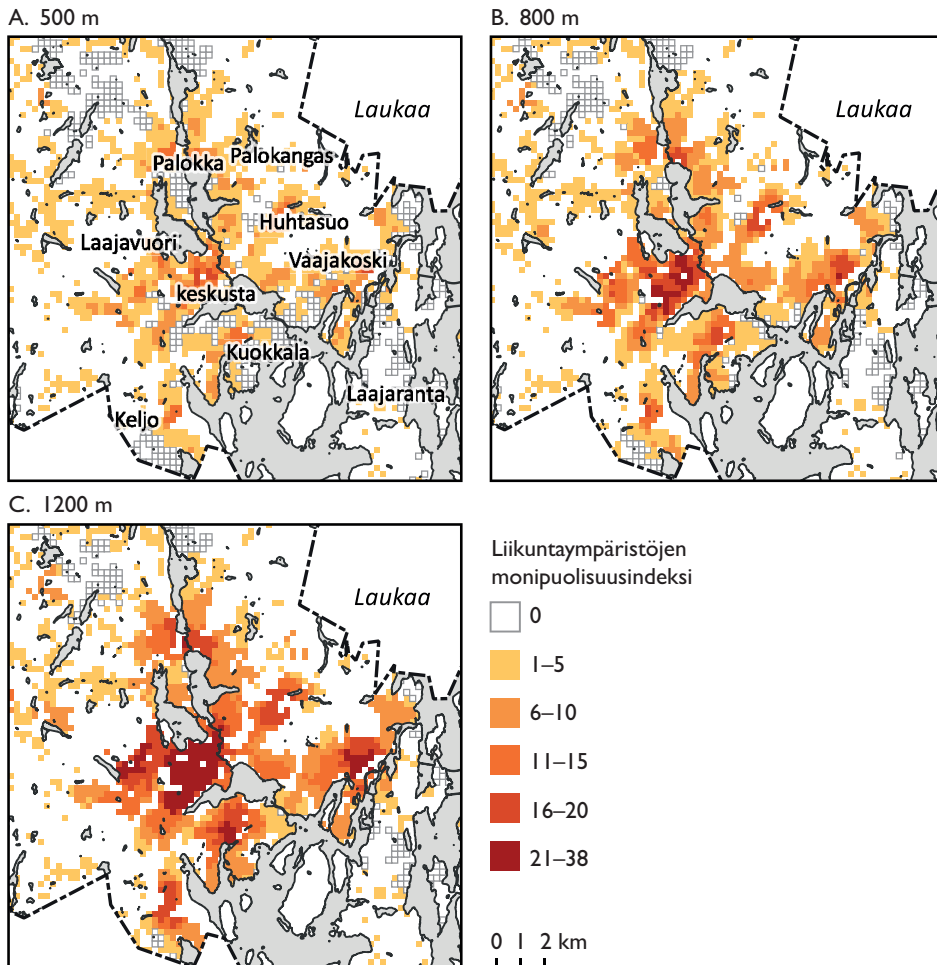 A. 500 m
Laukaa
Palokka
Palokangas
Huhtasuo
Laajavuori
Vaajakoski
keskusta
Kuokkala
Laajaranta
Keljo
B. 800 m
Laukaa
C. 1200 m
Laukaa
Liikuntaympäristöjen
monipuolisuusindeksi
0
1–5
6–10
11–15
16–20
21–38
0 1 2 km